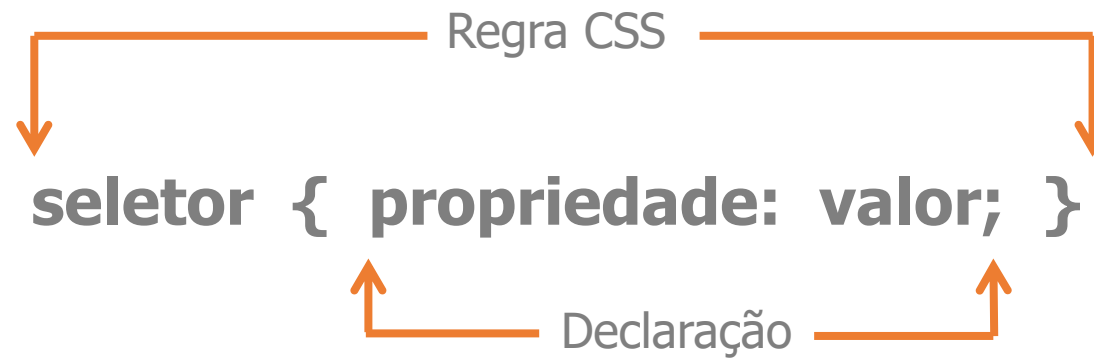 Regra CSS
seletor { propriedade: valor; }
Declaração